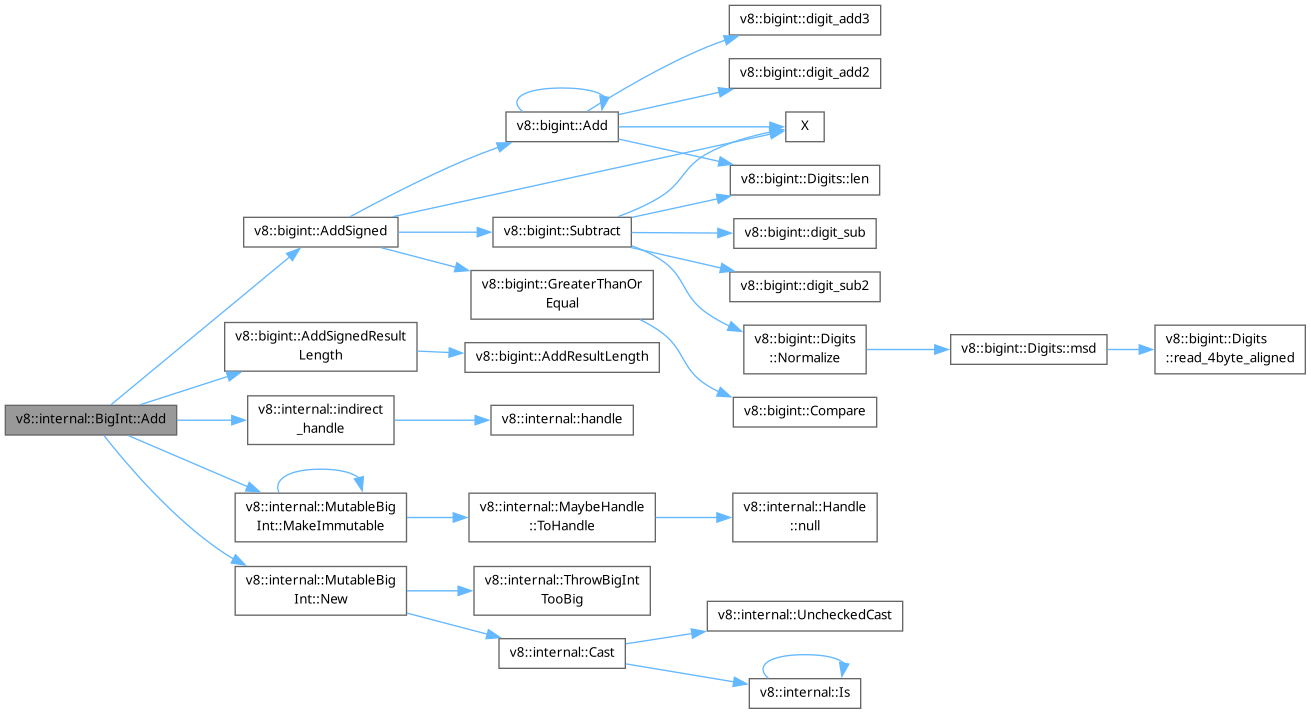 v8::bigint::digit_add3
v8::bigint::digit_add2
v8::bigint::Add
X
v8::bigint::Digits::len
v8::bigint::AddSigned
v8::bigint::Subtract
v8::bigint::digit_sub
v8::bigint::GreaterThanOr
Equal
v8::bigint::digit_sub2
v8::bigint::AddSignedResult
Length
v8::bigint::AddResultLength
v8::bigint::Digits
::Normalize
v8::bigint::Digits::msd
v8::bigint::Digits
::read_4byte_aligned
v8::internal::BigInt::Add
v8::internal::indirect
_handle
v8::internal::handle
v8::bigint::Compare
v8::internal::MutableBig
Int::MakeImmutable
v8::internal::MaybeHandle
::ToHandle
v8::internal::Handle
::null
v8::internal::MutableBig
Int::New
v8::internal::ThrowBigInt
TooBig
v8::internal::Cast
v8::internal::UncheckedCast
v8::internal::Is